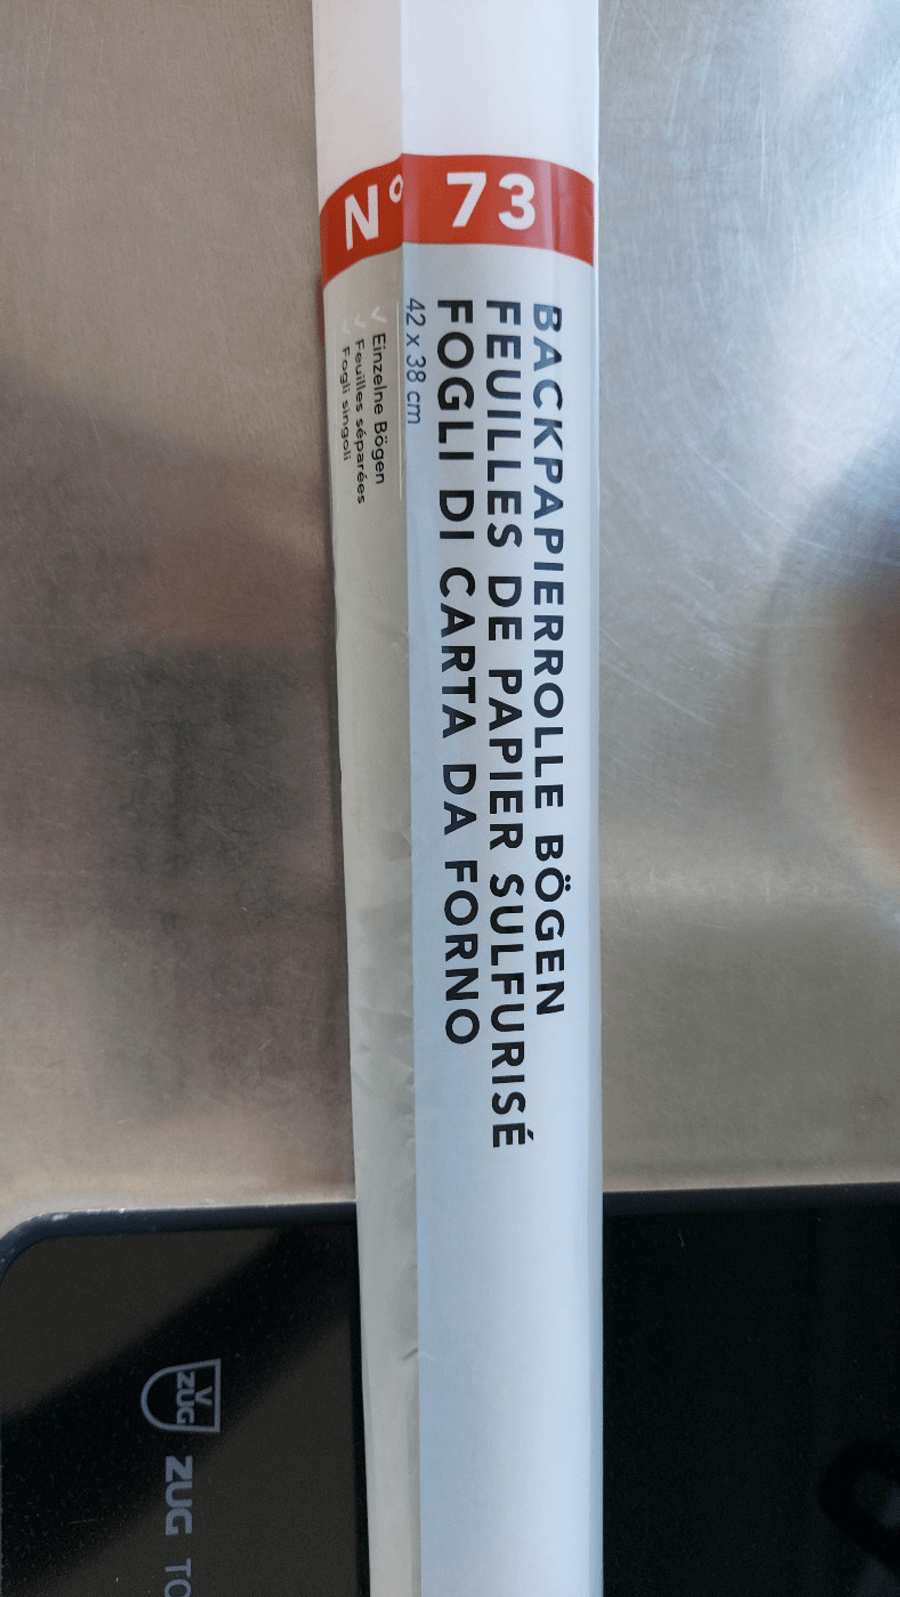 N° 73
BACKPAPIERROLLE BÖGEN
FEUILLES DE PAPIER SULFURISÉ
FOGLI DI CARTA DA FORNO
42 x 38 cm
√ Einzelne Bögen
√ Feuilles séparées
√ Fogli singoli
V
ZUG
ZUG TO